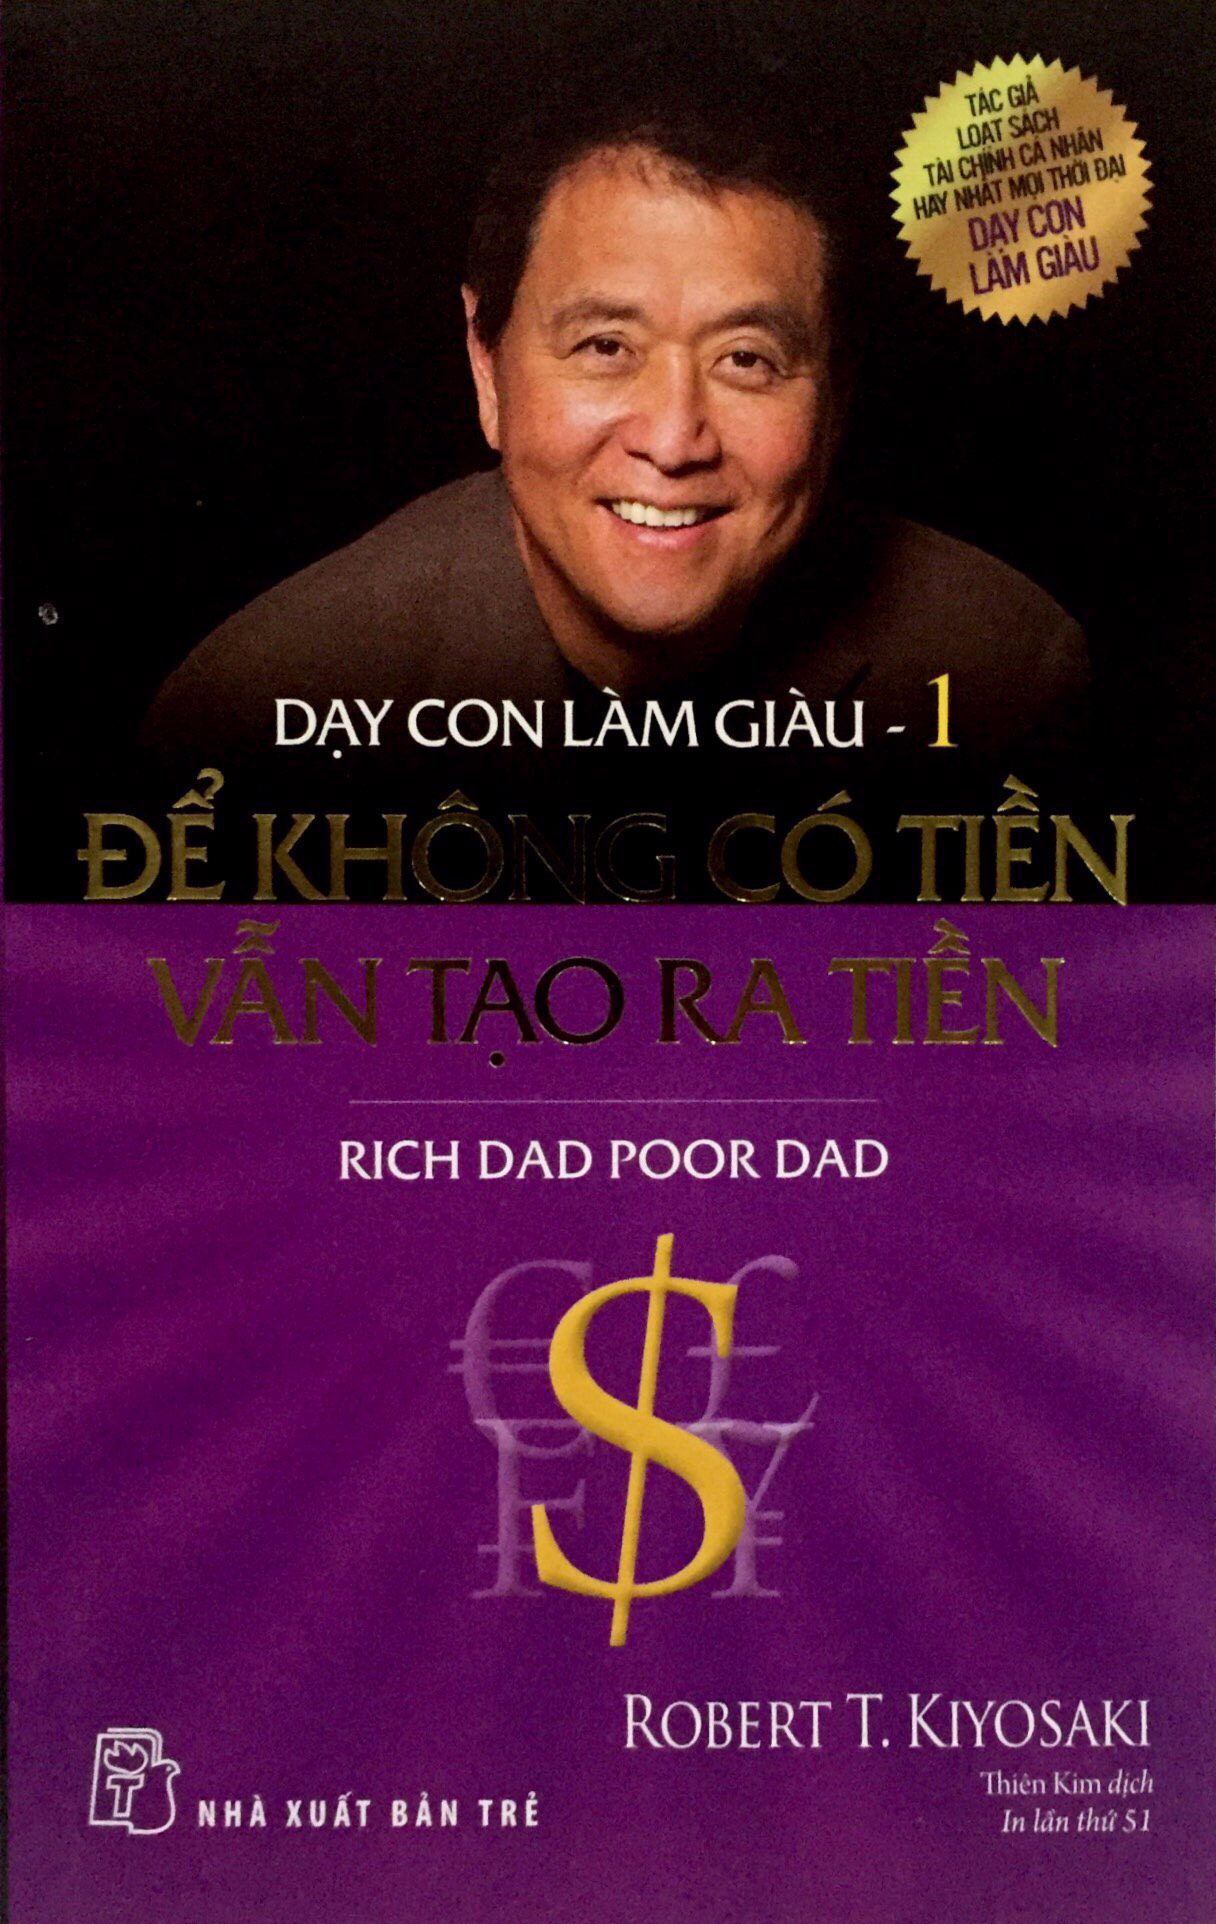 TÁC GIẢ
LOẠT SÁCH
TÀI CHÍNH CÁ NHÂN
HAY NHẤT MỌI THỜI ĐẠI
DẠY CON
LÀM GIÀU
DẠY CON LÀM GIÀU - 1
ĐỂ KHÔNG CÓ TIỀN
VẪN TẠO RA TIỀN
RICH DAD POOR DAD
$
ROBERT T. KIYOSAKI
Thiên Kim dịch
In lần thứ 51
NHÀ XUẤT BẢN TRẺ